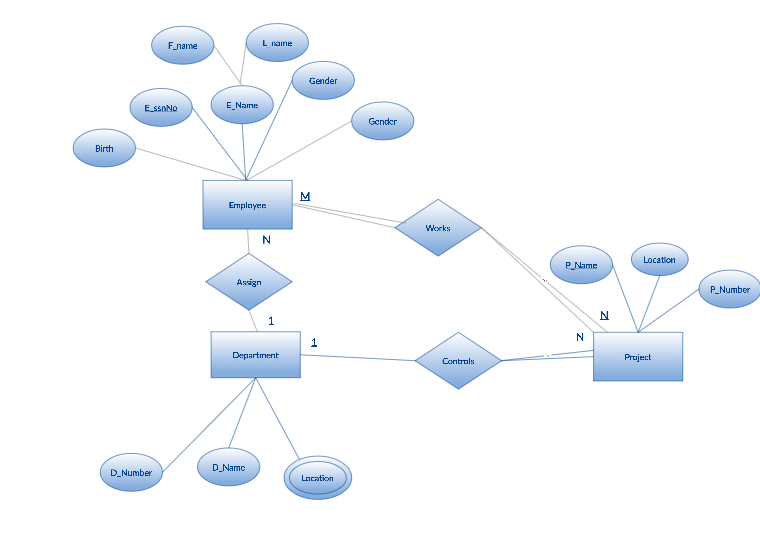 F_name
L_name
Gender
E_ssnNo
E_Name
Gender
Birth
Employee
M
Works
N
Assign
P_Name
Location
P_Number
1
N
Department
1
N
Controls
Project
D_Number
D_Name
Location